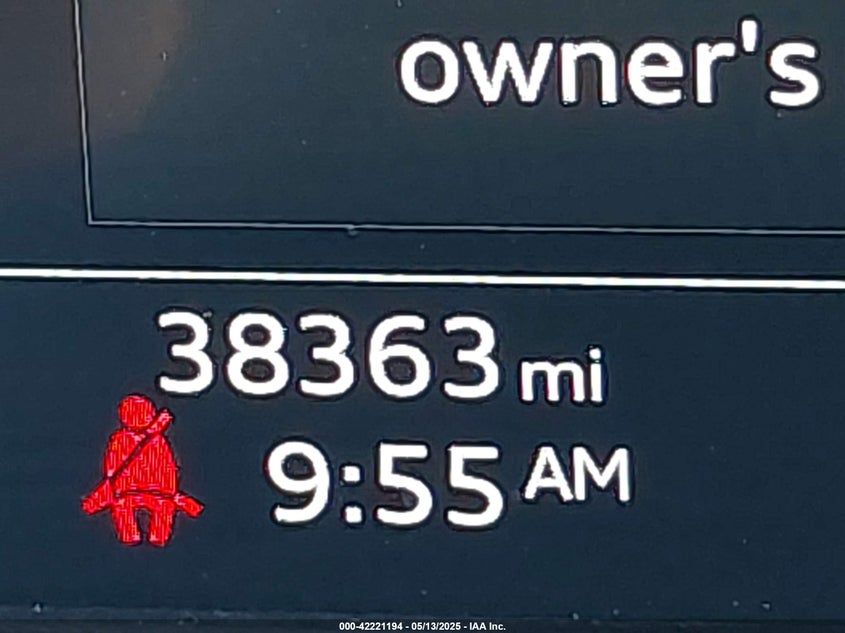 owner's
38363 mi
9:55 AM
000-42221194 - 05/13/2025 - IAA Inc.